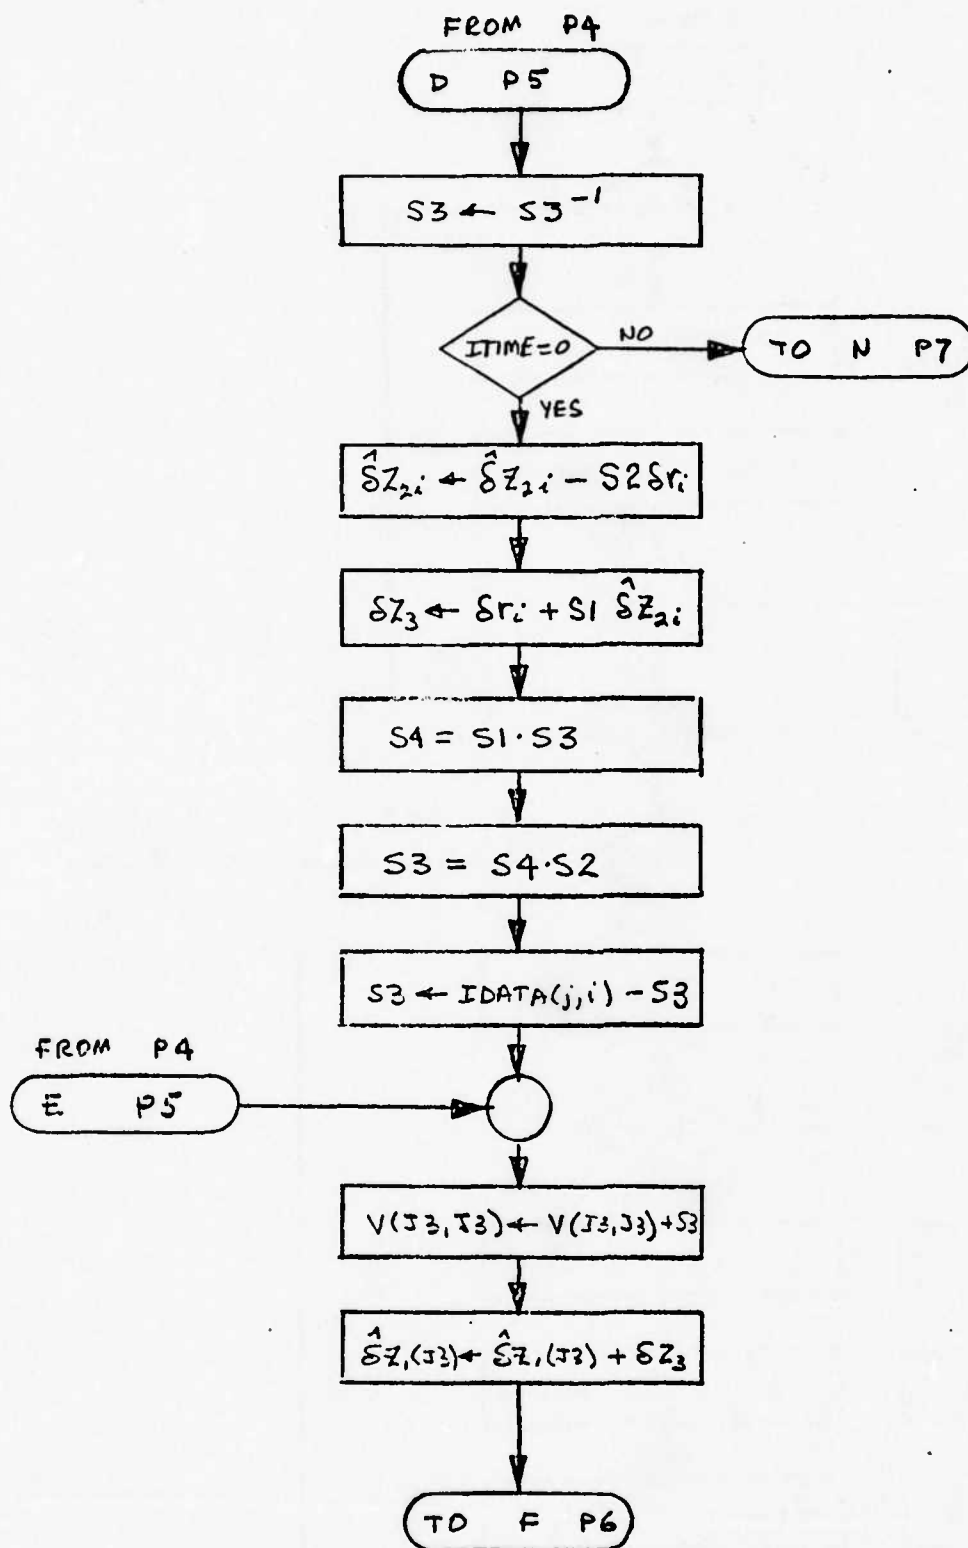 FROM P4
D P5
S3 ← S3⁻¹
ITIME=0
NO
TO N P7
YES
δ̂Z₂ᵢ ← δ̂Z₂ᵢ - S2δrᵢ
δZ₃ ← δrᵢ + S1 δ̂Z₂ᵢ
S4 = S1·S3
S3 = S4·S2
S3 ← IDATA(j,i) - S3
FROM P4
E P5
V(J3,J3) ← V(J3,J3)+S3
δ̂Z₁(J3) ← δ̂Z₁(J3) + δZ₃
TO F P6